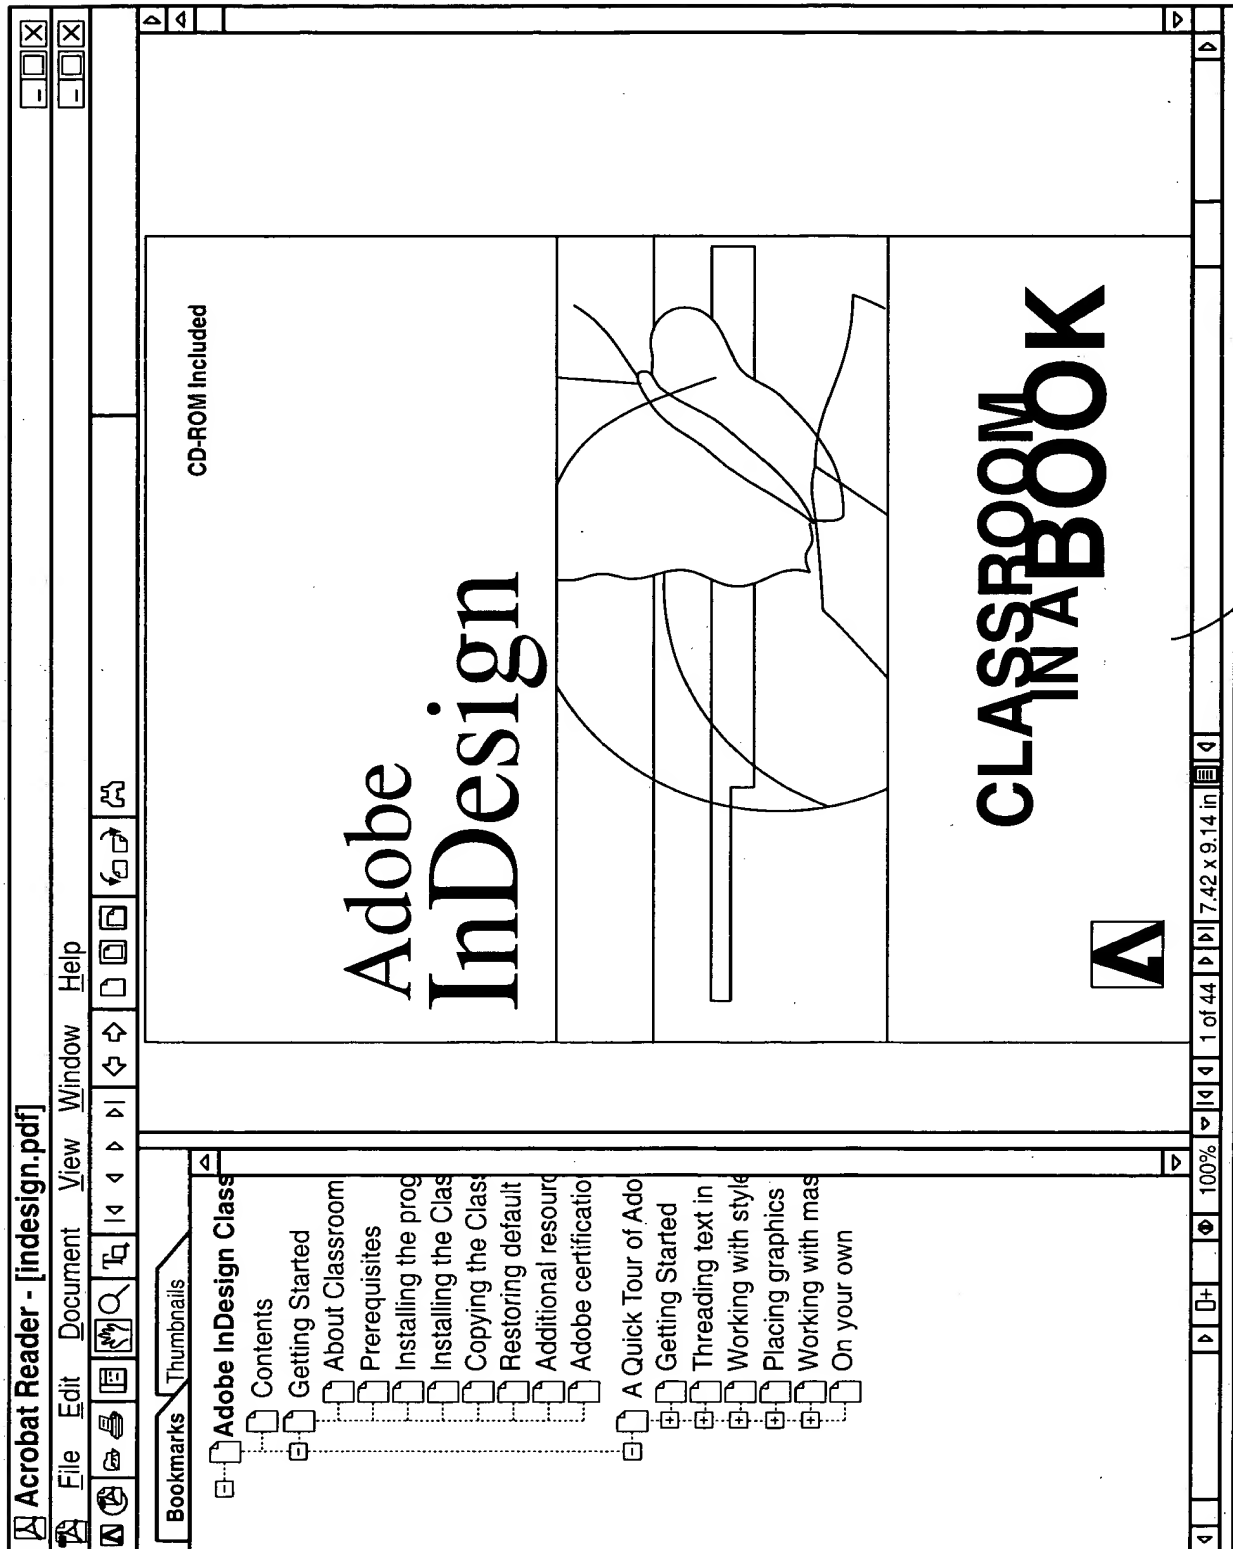 Acrobat Reader - [indesign.pdf]
File Edit Document View Window Help
Bookmarks Thumbnails
Adobe InDesign Class
Contents
Getting Started
About Classroom
Prerequisites
Installing the prog
Installing the Clas
Copying the Class
Restoring default
Additional resourc
Adobe certificatio
A Quick Tour of Ado
Getting Started
Threading text in
Working with style
Placing graphics
Working with mas
On your own
CD-ROM Included
Adobe
InDesign
CLASSROOM
IN A BOOK
100% 1 of 44 7.42 x 9.14 in